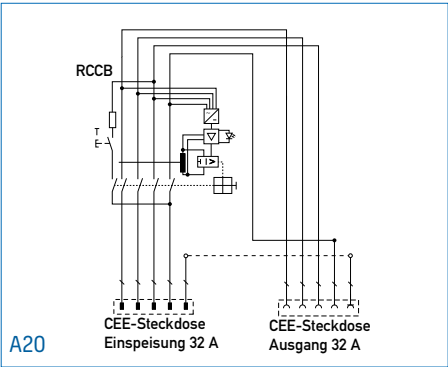 RCCB
T
E
CEE-Steckdose
Einspeisung 32 A
CEE-Steckdose
Ausgang 32 A
A20